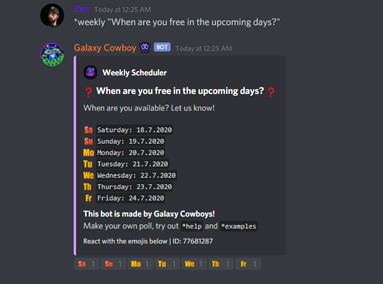 Today at 12:25 AM
*weekly "When are you free in the upcoming days?"
Galaxy Cowboy BOT Today at 12:25 AM
Weekly Scheduler
❓ When are you free in the upcoming days? ❓
When are you available? Let us know!
Sa Saturday: 18.7.2020
Su Sunday: 19.7.2020
Mo Monday: 20.7.2020
Tu Tuesday: 21.7.2020
We Wednesday: 22.7.2020
Th Thursday: 23.7.2020
Fr Friday: 24.7.2020
This bot is made by Galaxy Cowboys!
Make your own poll, try out *help and *examples
React with the emojis below | ID: 77681287
Sa 1 Su 1 Mo 1 Tu 1 We 1 Th 1 Fr 1